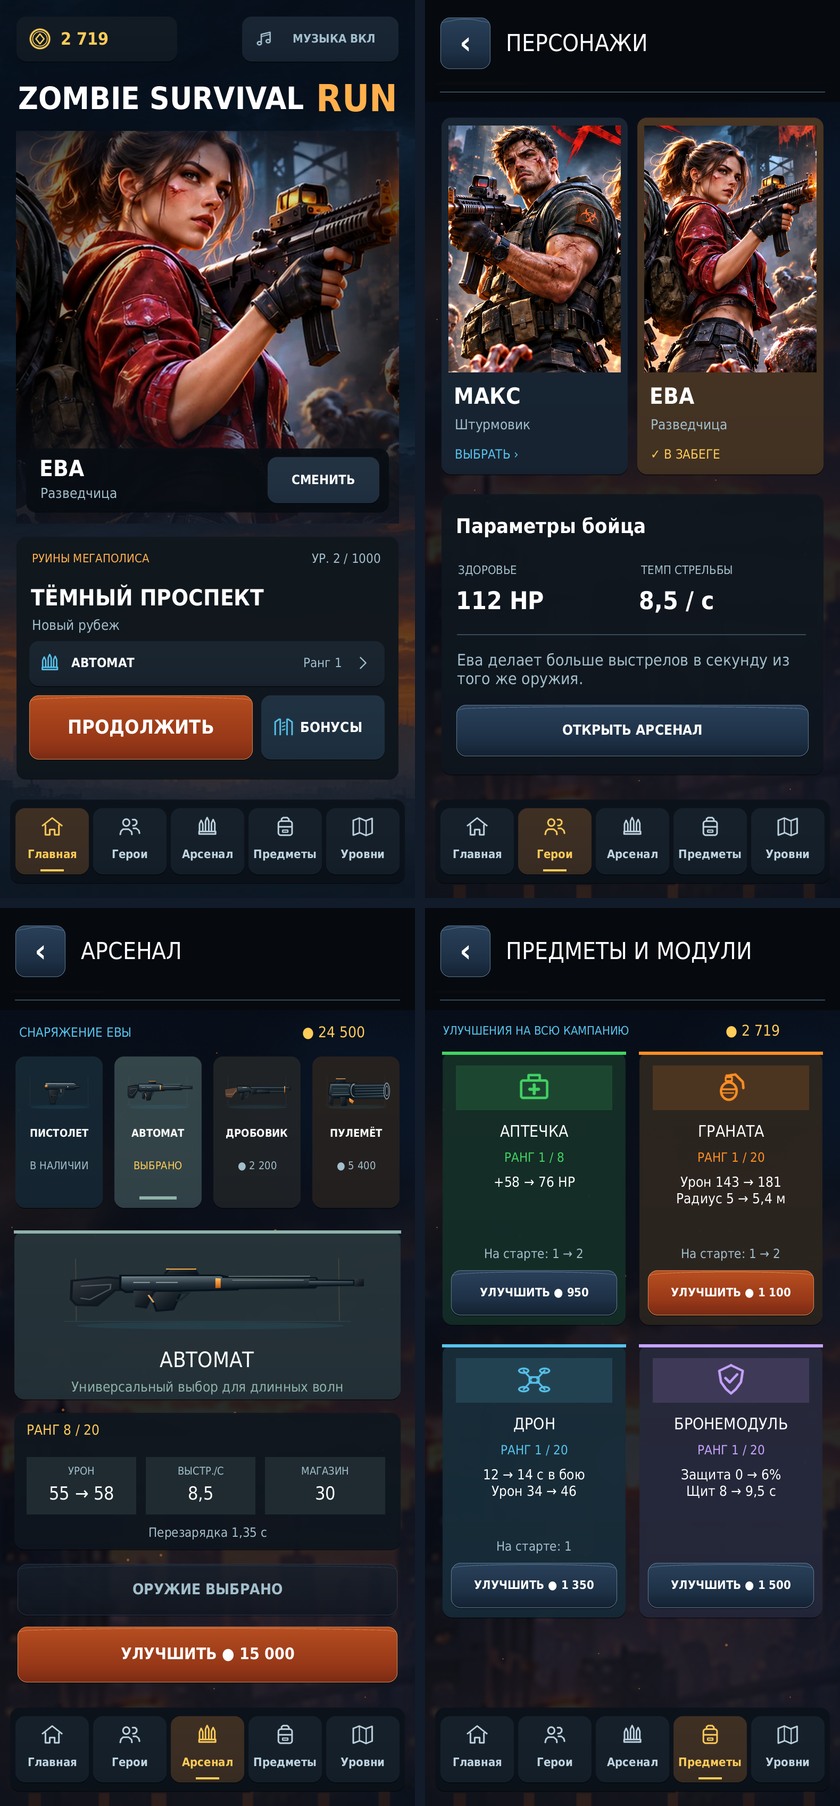 2 719
МУЗЫКА ВКЛ
ZOMBIE SURVIVAL RUN
ЕВА
Разведчица
СМЕНИТЬ
РУИНЫ МЕГАПОЛИСА
УР. 2 / 1000
ТЁМНЫЙ ПРОСПЕКТ
Новый рубеж
АВТОМАТ
Ранг 1
ПРОДОЛЖИТЬ
БОНУСЫ
Главная
Герои
Арсенал
Предметы
Уровни
ПЕРСОНАЖИ
МАКС
Штурмовик
ВЫБРАТЬ ›
ЕВА
Разведчица
✓ В ЗАБЕГЕ
Параметры бойца
ЗДОРОВЬЕ
112 HP
ТЕМП СТРЕЛЬБЫ
8,5 / с
Ева делает больше выстрелов в секунду из
того же оружия.
ОТКРЫТЬ АРСЕНАЛ
Главная
Герои
Арсенал
Предметы
Уровни
АРСЕНАЛ
СНАРЯЖЕНИЕ ЕВЫ
● 24 500
ПИСТОЛЕТ
В НАЛИЧИИ
АВТОМАТ
ВЫБРАНО
ДРОБОВИК
● 2 200
ПУЛЕМЁТ
● 5 400
АВТОМАТ
Универсальный выбор для длинных волн
РАНГ 8 / 20
УРОН
55 → 58
ВЫСТР./С
8,5
МАГАЗИН
30
Перезарядка 1,35 с
ОРУЖИЕ ВЫБРАНО
УЛУЧШИТЬ ● 15 000
Главная
Герои
Арсенал
Предметы
Уровни
ПРЕДМЕТЫ И МОДУЛИ
УЛУЧШЕНИЯ НА ВСЮ КАМПАНИЮ
● 2 719
АПТЕЧКА
РАНГ 1 / 8
+58 → 76 HP
На старте: 1 → 2
УЛУЧШИТЬ ● 950
ГРАНАТА
РАНГ 1 / 20
Урон 143 → 181
Радиус 5 → 5,4 м
На старте: 1 → 2
УЛУЧШИТЬ ● 1 100
ДРОН
РАНГ 1 / 20
12 → 14 с в бою
Урон 34 → 46
На старте: 1
УЛУЧШИТЬ ● 1 350
БРОНЕМОДУЛЬ
РАНГ 1 / 20
Защита 0 → 6%
Щит 8 → 9,5 с
УЛУЧШИТЬ ● 1 500
Главная
Герои
Арсенал
Предметы
Уровни